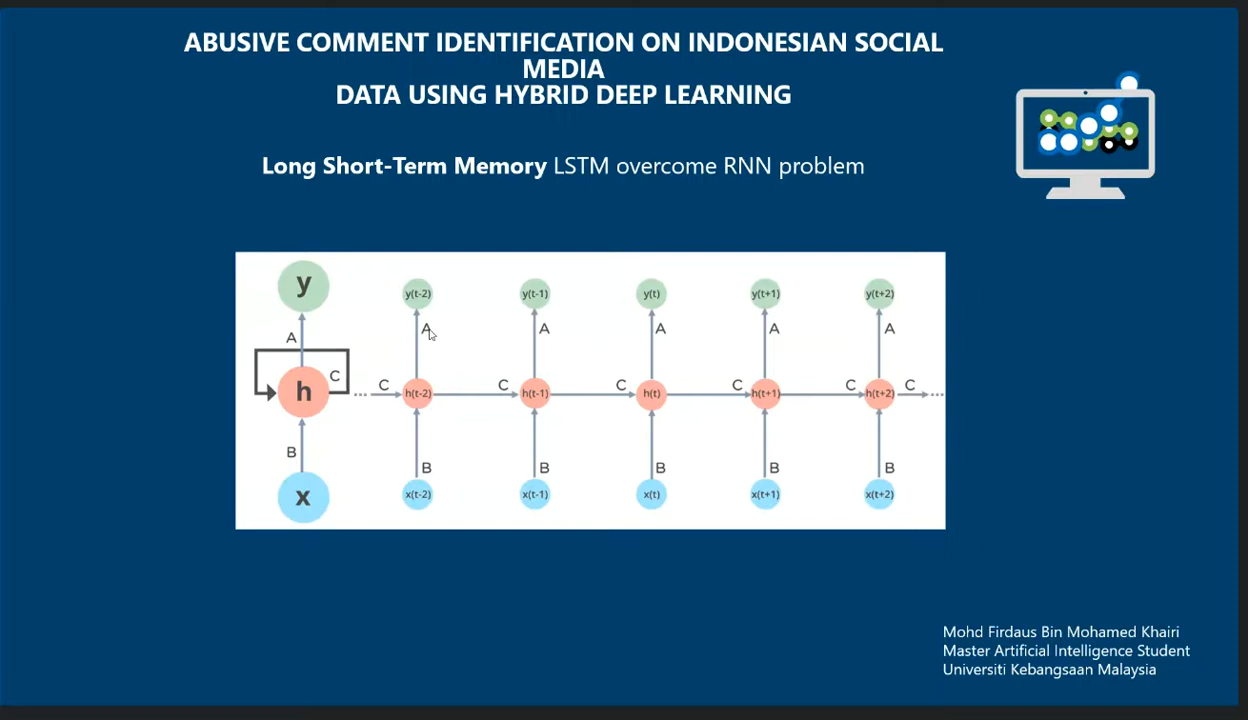 ABUSIVE COMMENT IDENTIFICATION ON INDONESIAN SOCIAL
MEDIA
DATA USING HYBRID DEEP LEARNING
Long Short-Term Memory LSTM overcome RNN problem
y y(t-2) y(t-1) y(t) y(t+1) y(t+2)
A A A A A A
C C C C C C C
h ... h(t-2) h(t-1) h(t) h(t+1) h(t+2) ...
B B B B B B
x x(t-2) x(t-1) x(t) x(t+1) x(t+2)
Mohd Firdaus Bin Mohamed Khairi
Master Artificial Intelligence Student
Universiti Kebangsaan Malaysia